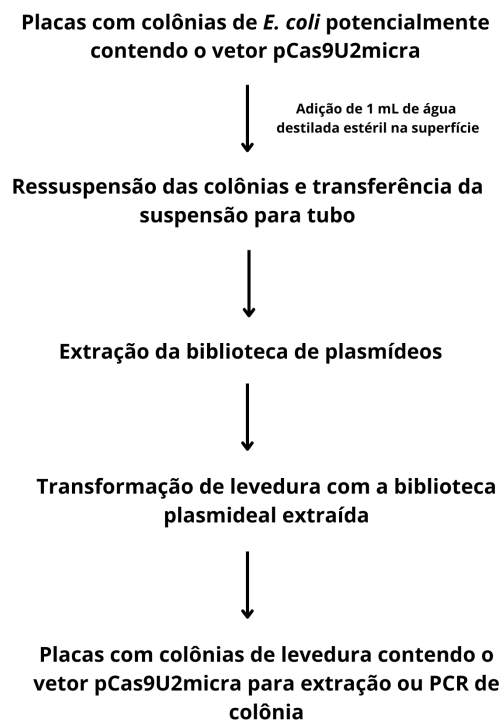 Placas com colônias de E. coli potencialmente
contendo o vetor pCas9U2micra
Adição de 1 mL de água
destilada estéril na superfície
Ressuspensão das colônias e transferência da
suspensão para tubo
Extração da biblioteca de plasmídeos
Transformação de levedura com a biblioteca
plasmideal extraída
Placas com colônias de levedura contendo o
vetor pCas9U2micra para extração ou PCR de
colônia